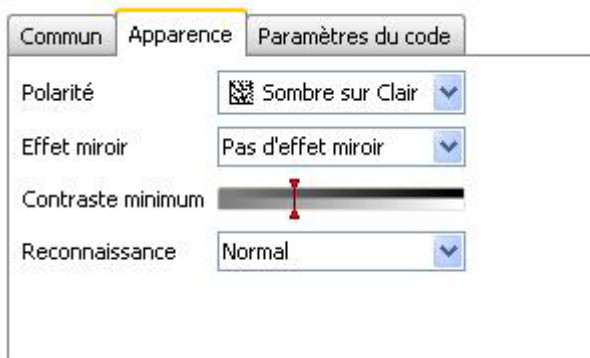 Commun Apparence Paramètres du code
Polarité Sombre sur Clair
Effet miroir Pas d'effet miroir
Contraste minimum
Reconnaissance Normal